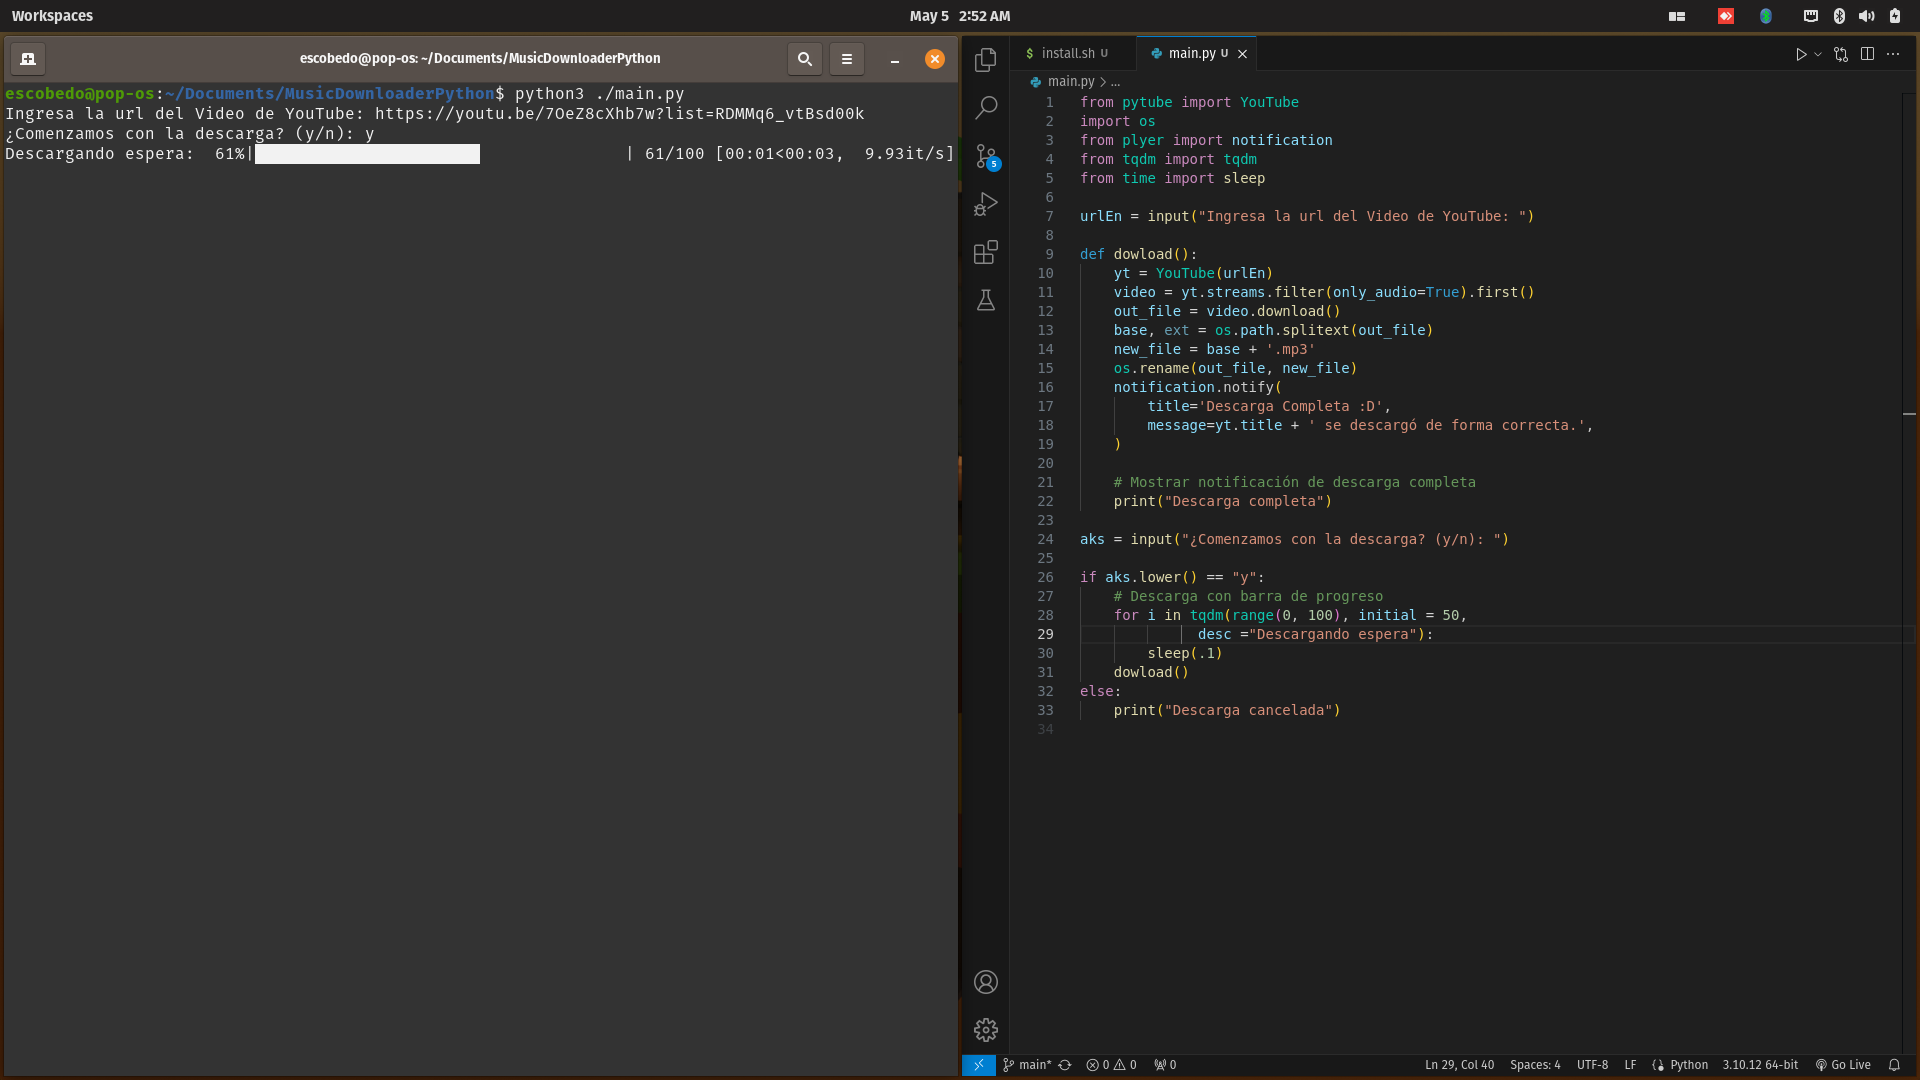 Workspaces
May 5 2:52 AM
escobedo@pop-os: ~/Documents/MusicDownloaderPython
escobedo@pop-os:~/Documents/MusicDownloaderPython$ python3 ./main.py
Ingresa la url del Video de YouTube: https://youtu.be/7OeZ8cXhb7w?list=RDMMq6_vtBsd00k
¿Comenzamos con la descarga? (y/n): y
Descargando espera: 61%| | 61/100 [00:01<00:03, 9.93it/s]
install.sh U
main.py U
main.py > ...
5
1 from pytube import YouTube
2 import os
3 from plyer import notification
4 from tqdm import tqdm
5 from time import sleep
6
7 urlEn = input("Ingresa la url del Video de YouTube: ")
8
9 def dowload():
10 yt = YouTube(urlEn)
11 video = yt.streams.filter(only_audio=True).first()
12 out_file = video.download()
13 base, ext = os.path.splitext(out_file)
14 new_file = base + '.mp3'
15 os.rename(out_file, new_file)
16 notification.notify(
17 title='Descarga Completa :D',
18 message=yt.title + ' se descargó de forma correcta.',
19 )
20
21 # Mostrar notificación de descarga completa
22 print("Descarga completa")
23
24 aks = input("¿Comenzamos con la descarga? (y/n): ")
25
26 if aks.lower() == "y":
27 # Descarga con barra de progreso
28 for i in tqdm(range(0, 100), initial = 50,
29 desc ="Descargando espera"):
30 sleep(.1)
31 dowload()
32 else:
33 print("Descarga cancelada")
34
main* 0 0 0
Ln 29, Col 40 Spaces: 4 UTF-8 LF Python 3.10.12 64-bit Go Live